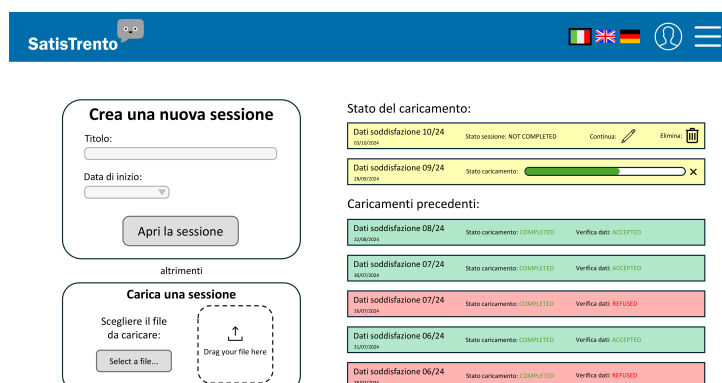 SatisTrento
Crea una nuova sessione
Titolo:
Data di inizio:
Apri la sessione
altrimenti
Carica una sessione
Scegliere il file
da caricare:
Select a file...
Drag your file here
Stato del caricamento:
Dati soddisfazione 10/24
03/10/2024
Stato sessione: NOT COMPLETED
Continua:
Elimina:
Dati soddisfazione 09/24
28/09/2024
Stato caricamento:
Caricamenti precedenti:
Dati soddisfazione 08/24
22/08/2024
Stato caricamento: COMPLETED
Verifica dati: ACCEPTED
Dati soddisfazione 07/24
30/07/2024
Stato caricamento: COMPLETED
Verifica dati: ACCEPTED
Dati soddisfazione 07/24
26/07/2024
Stato caricamento: COMPLETED
Verifica dati: REFUSED
Dati soddisfazione 06/24
31/07/2024
Stato caricamento: COMPLETED
Verifica dati: ACCEPTED
Dati soddisfazione 06/24
Stato caricamento: COMPLETED
Verifica dati: REFUSED